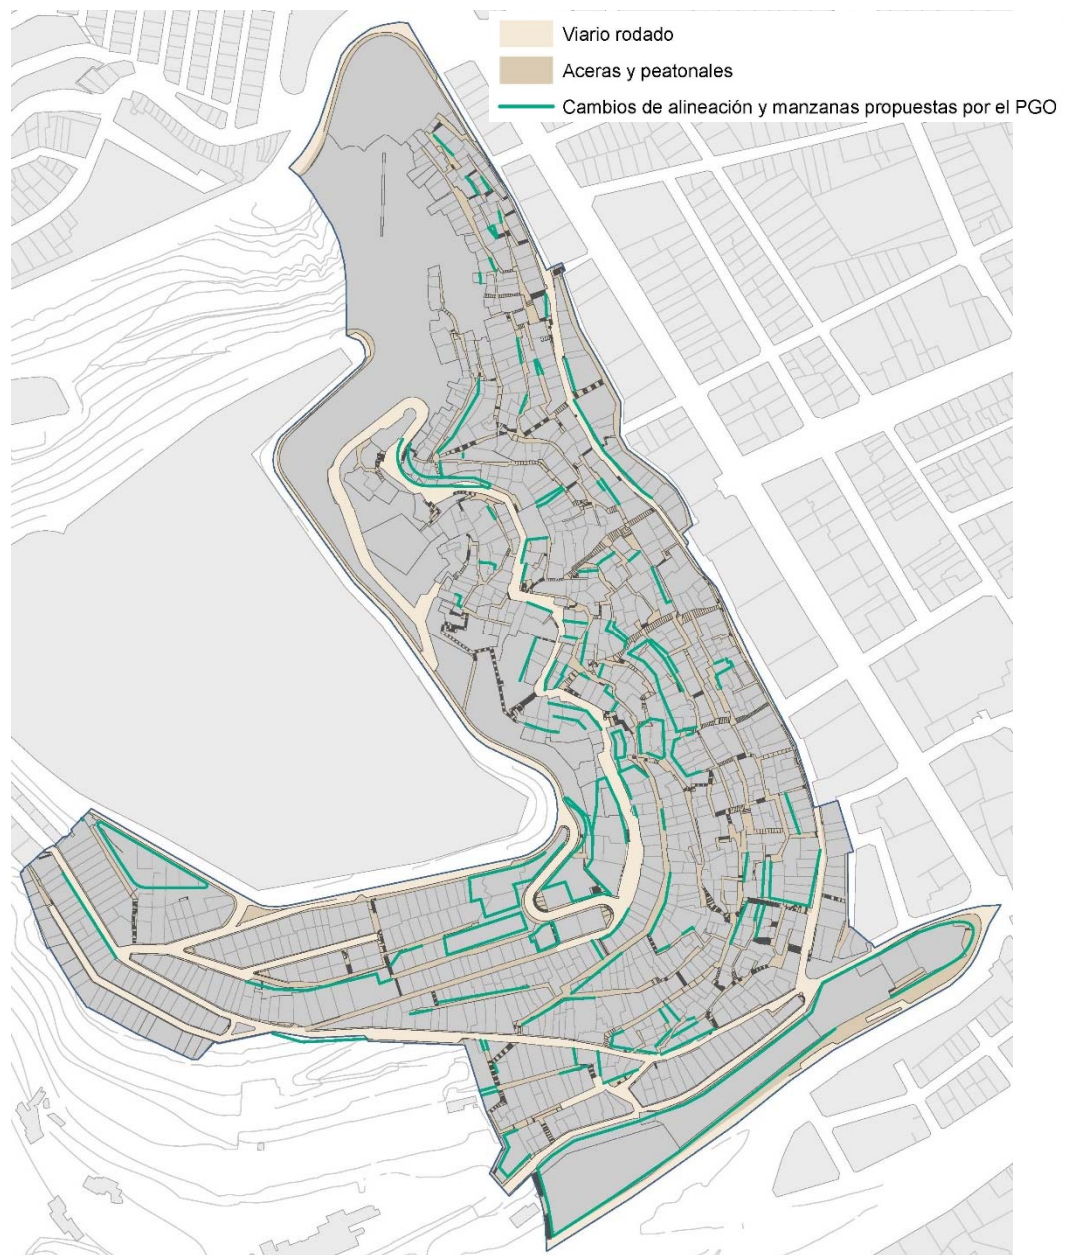 Viario rodado
Aceras y peatonales
Cambios de alineación y manzanas propuestas por el PGO